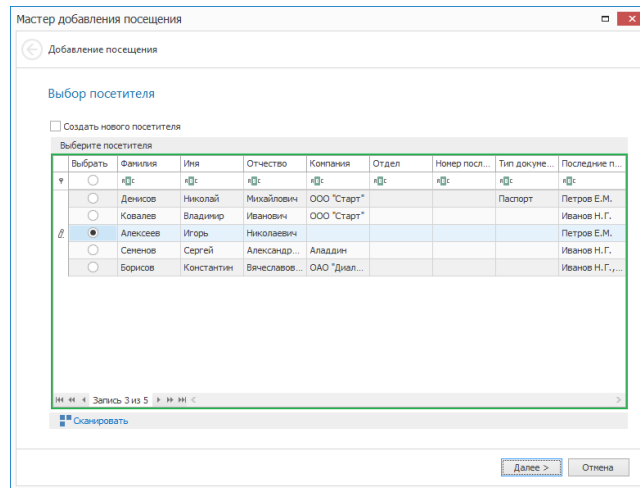 Мастер добавления посещения
Добавление посещения
Выбор посетителя
Создать нового посетителя
Выберите посетителя
Выбрать Фамилия Имя Отчество Компания Отдел Номер посл... Тип докуме... Последние п...
Денисов Николай Михайлович ООО "Старт" Паспорт Петров Е.М.
Ковалев Владимир Иванович ООО "Старт" Иванов Н.Г.
Алексеев Игорь Николаевич Петров Е.М.
Семенов Сергей Александр... Аладдин Иванов Н.Г.
Борисов Константин Вячеславов... ОАО "Диал... Иванов Н.Г.,...
Запись 3 из 5
Сканировать
Далее > Отмена